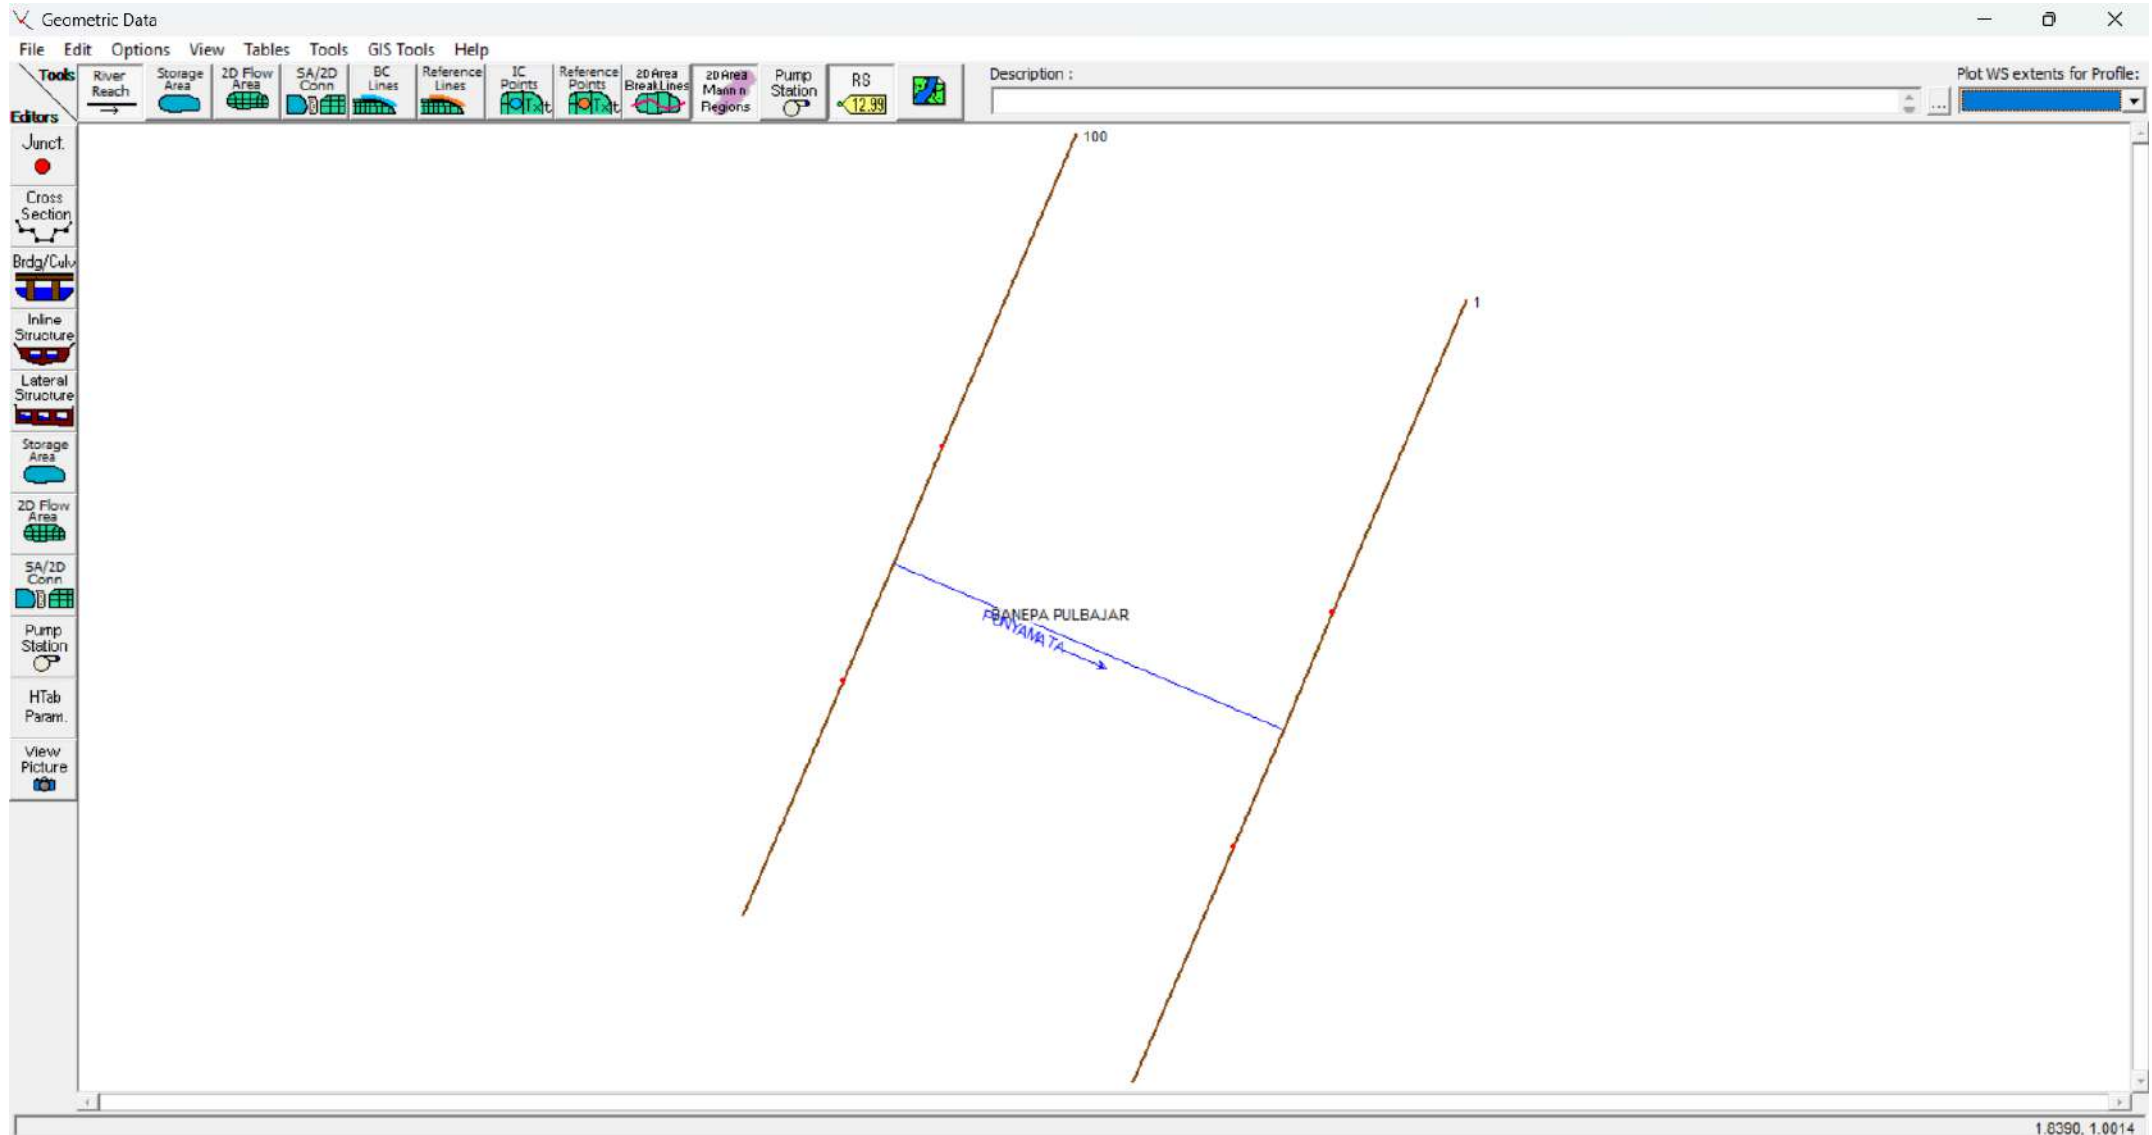 Geometric Data
File Edit Options View Tables Tools GIS Tools Help
Tools
Editors
River Reach
Storage Area
2D Flow Area
SA/2D Conn
BC Lines
Reference Lines
IC Points
Reference Points
2D Area BreakLines
2D Area Mann n Regions
Pump Station
RS
12.99
Description :
...
Plot WS extents for Profile:
Junct.
Cross Section
Brdg/Culv
Inline Structure
Lateral Structure
Storage Area
2D Flow Area
SA/2D Conn
Pump Station
HTab Param.
View Picture
100
1
BANEPA PULBAJAR
PUNYAMATA
1.8390, 1.0014